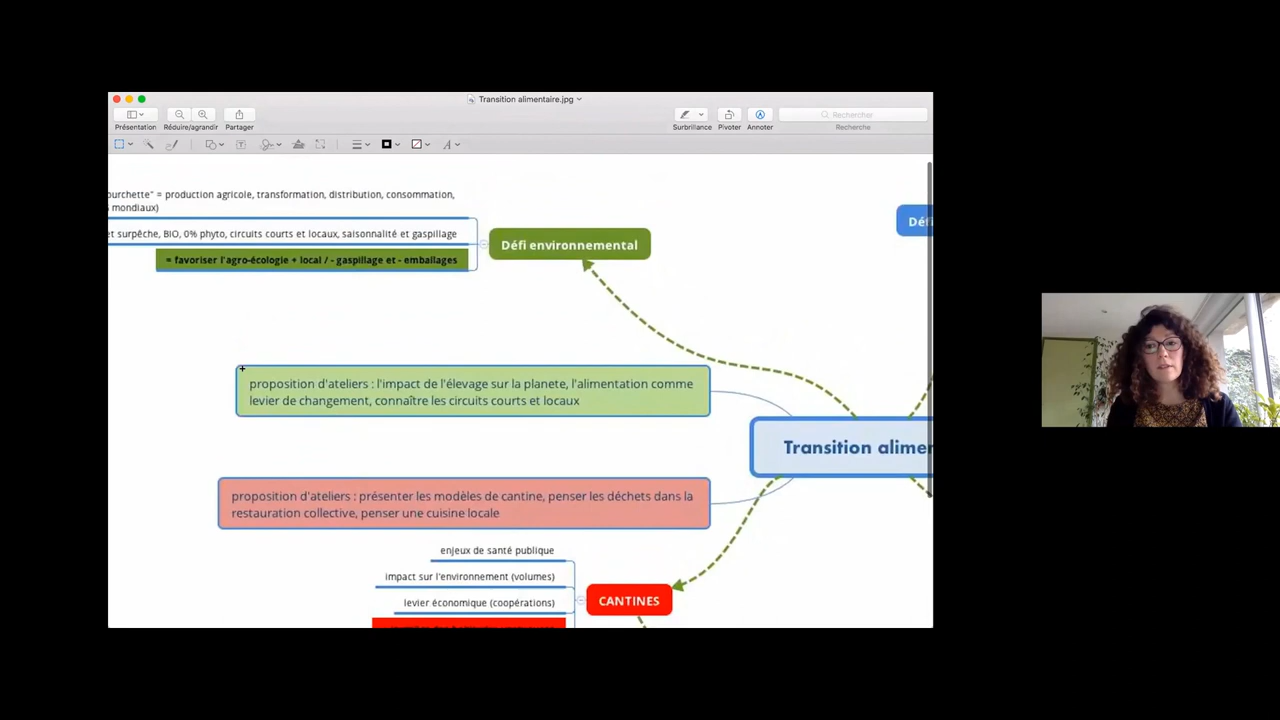 Transition alimentaire.jpg
Présentation
Réduire/agrandir
Partager
Surbrillance
Pivoter
Annoter
Rechercher
Recherche
ourchette" = production agricole, transformation, distribution, consommation,
mondiaux)
et surpêche, BIO, 0% phyto, circuits courts et locaux, saisonnalité et gaspillage
= favoriser l'agro-écologie + local / - gaspillage et - emballages
Défi environnemental
Défi
proposition d'ateliers : l'impact de l'élevage sur la planete, l'alimentation comme
levier de changement, connaître les circuits courts et locaux
Transition alimen
proposition d'ateliers : présenter les modèles de cantine, penser les déchets dans la
restauration collective, penser une cuisine locale
enjeux de santé publique
impact sur l'environnement (volumes)
levier économique (coopérations)
CANTINES